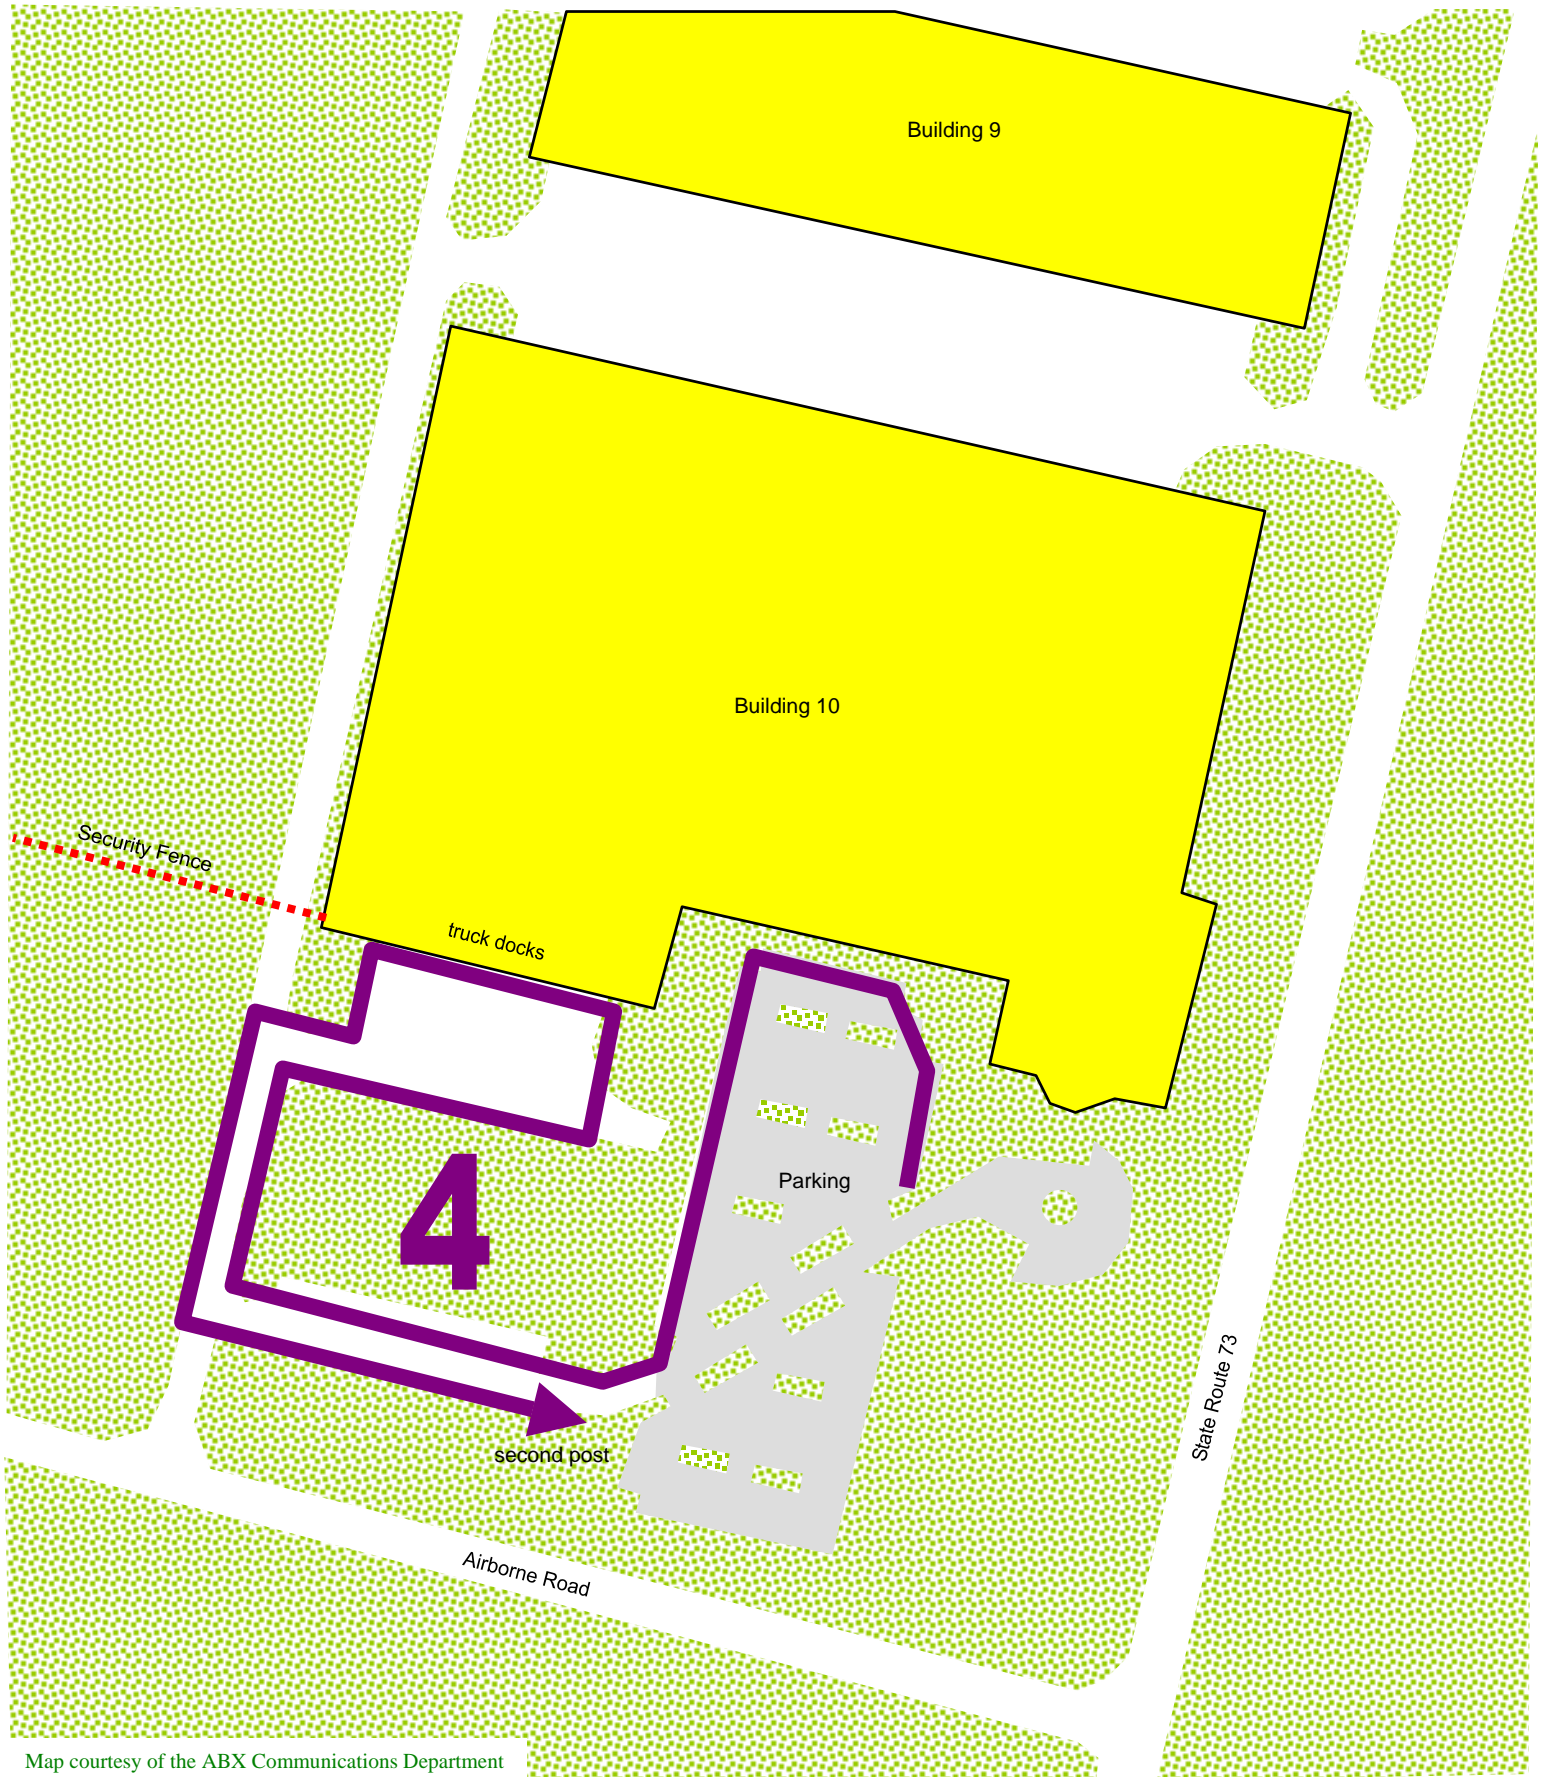 Building 9
Building 10
Security Fence
truck docks
Parking
4
State Route 73
second post
Airborne Road
Map courtesy of the ABX Communications Department